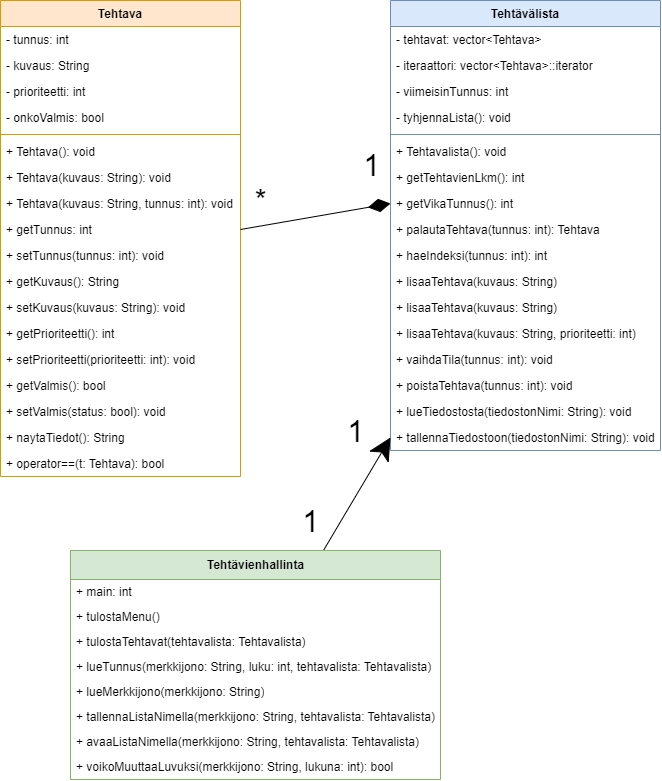 Tehtava
- tunnus: int
- kuvaus: String
- prioriteetti: int
- onkoValmis: bool
+ Tehtava(): void
+ Tehtava(kuvaus: String): void
+ Tehtava(kuvaus: String, tunnus: int): void
+ getTunnus: int
+ setTunnus(tunnus: int): void
+ getKuvaus(): String
+ setKuvaus(kuvaus: String): void
+ getPrioriteetti(): int
+ setPrioriteetti(prioriteetti: int): void
+ getValmis(): bool
+ setValmis(status: bool): void
+ naytaTiedot(): String
+ operator==(t: Tehtava): bool
*
1
Tehtävälista
- tehtavat: vector<Tehtava>
- iteraattori: vector<Tehtava>::iterator
- viimeisinTunnus: int
- tyhjennaLista(): void
+ Tehtavalista(): void
+ getTehtavienLkm(): int
+ getVikaTunnus(): int
+ palautaTehtava(tunnus: int): Tehtava
+ haeIndeksi(tunnus: int): int
+ lisaaTehtava(kuvaus: String)
+ lisaaTehtava(kuvaus: String)
+ lisaaTehtava(kuvaus: String, prioriteetti: int)
+ vaihdaTila(tunnus: int): void
+ poistaTehtava(tunnus: int): void
+ lueTiedostosta(tiedostonNimi: String): void
+ tallennaTiedostoon(tiedostonNimi: String): void
1
1
Tehtävienhallinta
+ main: int
+ tulostaMenu()
+ tulostaTehtavat(tehtavalista: Tehtavalista)
+ lueTunnus(merkkijono: String, luku: int, tehtavalista: Tehtavalista)
+ lueMerkkijono(merkkijono: String)
+ tallennaListaNimella(merkkijono: String, tehtavalista: Tehtavalista)
+ avaaListaNimella(merkkijono: String, tehtavalista: Tehtavalista)
+ voikoMuuttaaLuvuksi(merkkijono: String, lukuna: int): bool